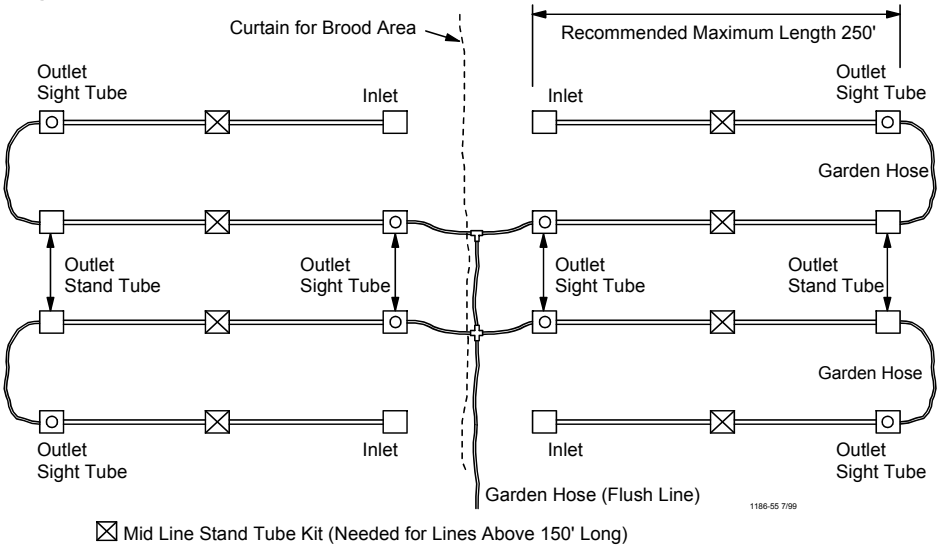 Curtain for Brood Area
Recommended Maximum Length 250'
Outlet
Sight Tube
Inlet
Inlet
Outlet
Sight Tube
Garden Hose
Outlet
Stand Tube
Outlet
Sight Tube
Outlet
Sight Tube
Outlet
Stand Tube
Garden Hose
Outlet
Sight Tube
Inlet
Inlet
Outlet
Sight Tube
Garden Hose (Flush Line)
1186-55 7/99
Mid Line Stand Tube Kit (Needed for Lines Above 150' Long)